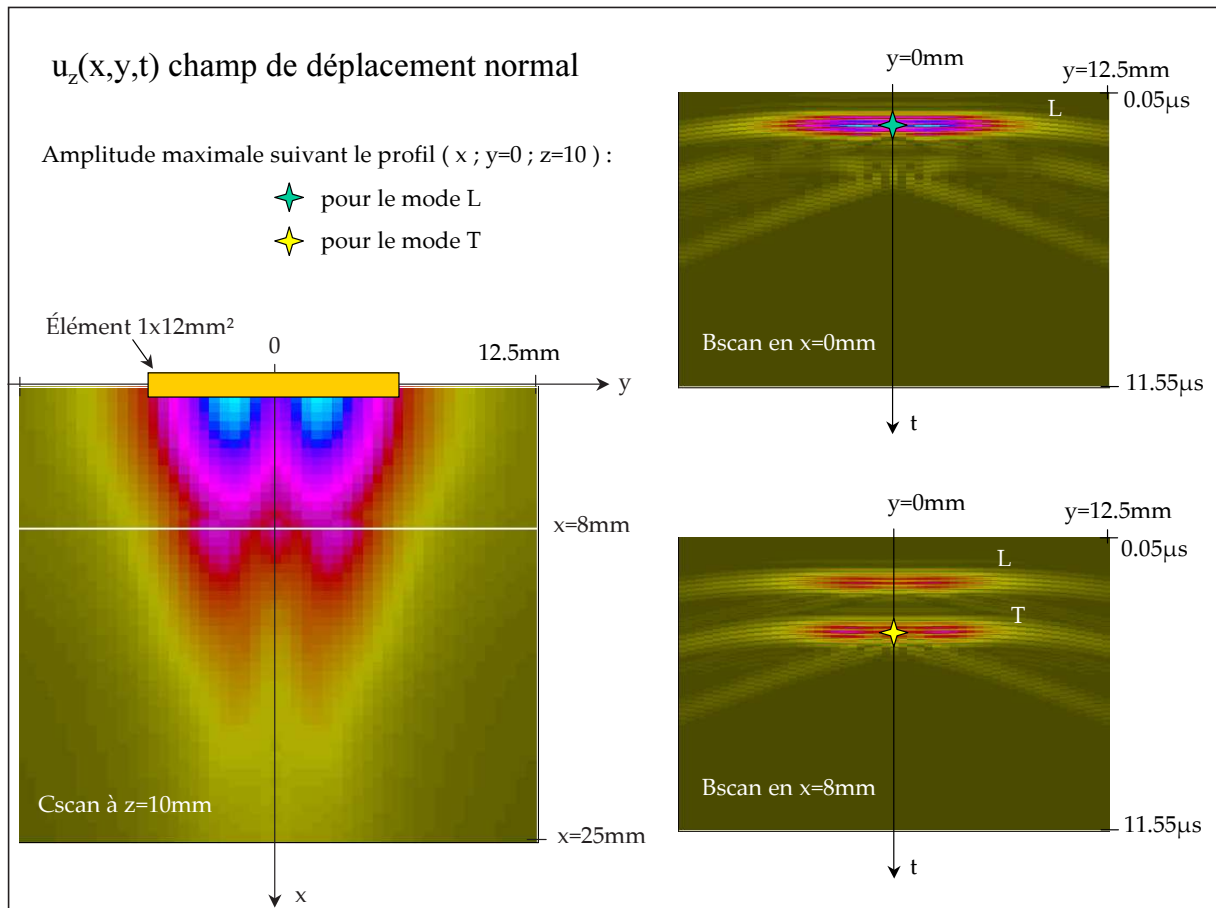 u_z(x,y,t) champ de déplacement normal
Amplitude maximale suivant le profil ( x ; y=0 ; z=10 ) :
pour le mode L
pour le mode T
Élément 1x12mm²
0
12.5mm
y
x=8mm
Cscan à z=10mm
x=25mm
x
y=0mm
y=12.5mm
0.05µs
L
Bscan en x=0mm
11.55µs
t
y=0mm
y=12.5mm
0.05µs
L
T
Bscan en x=8mm
11.55µs
t